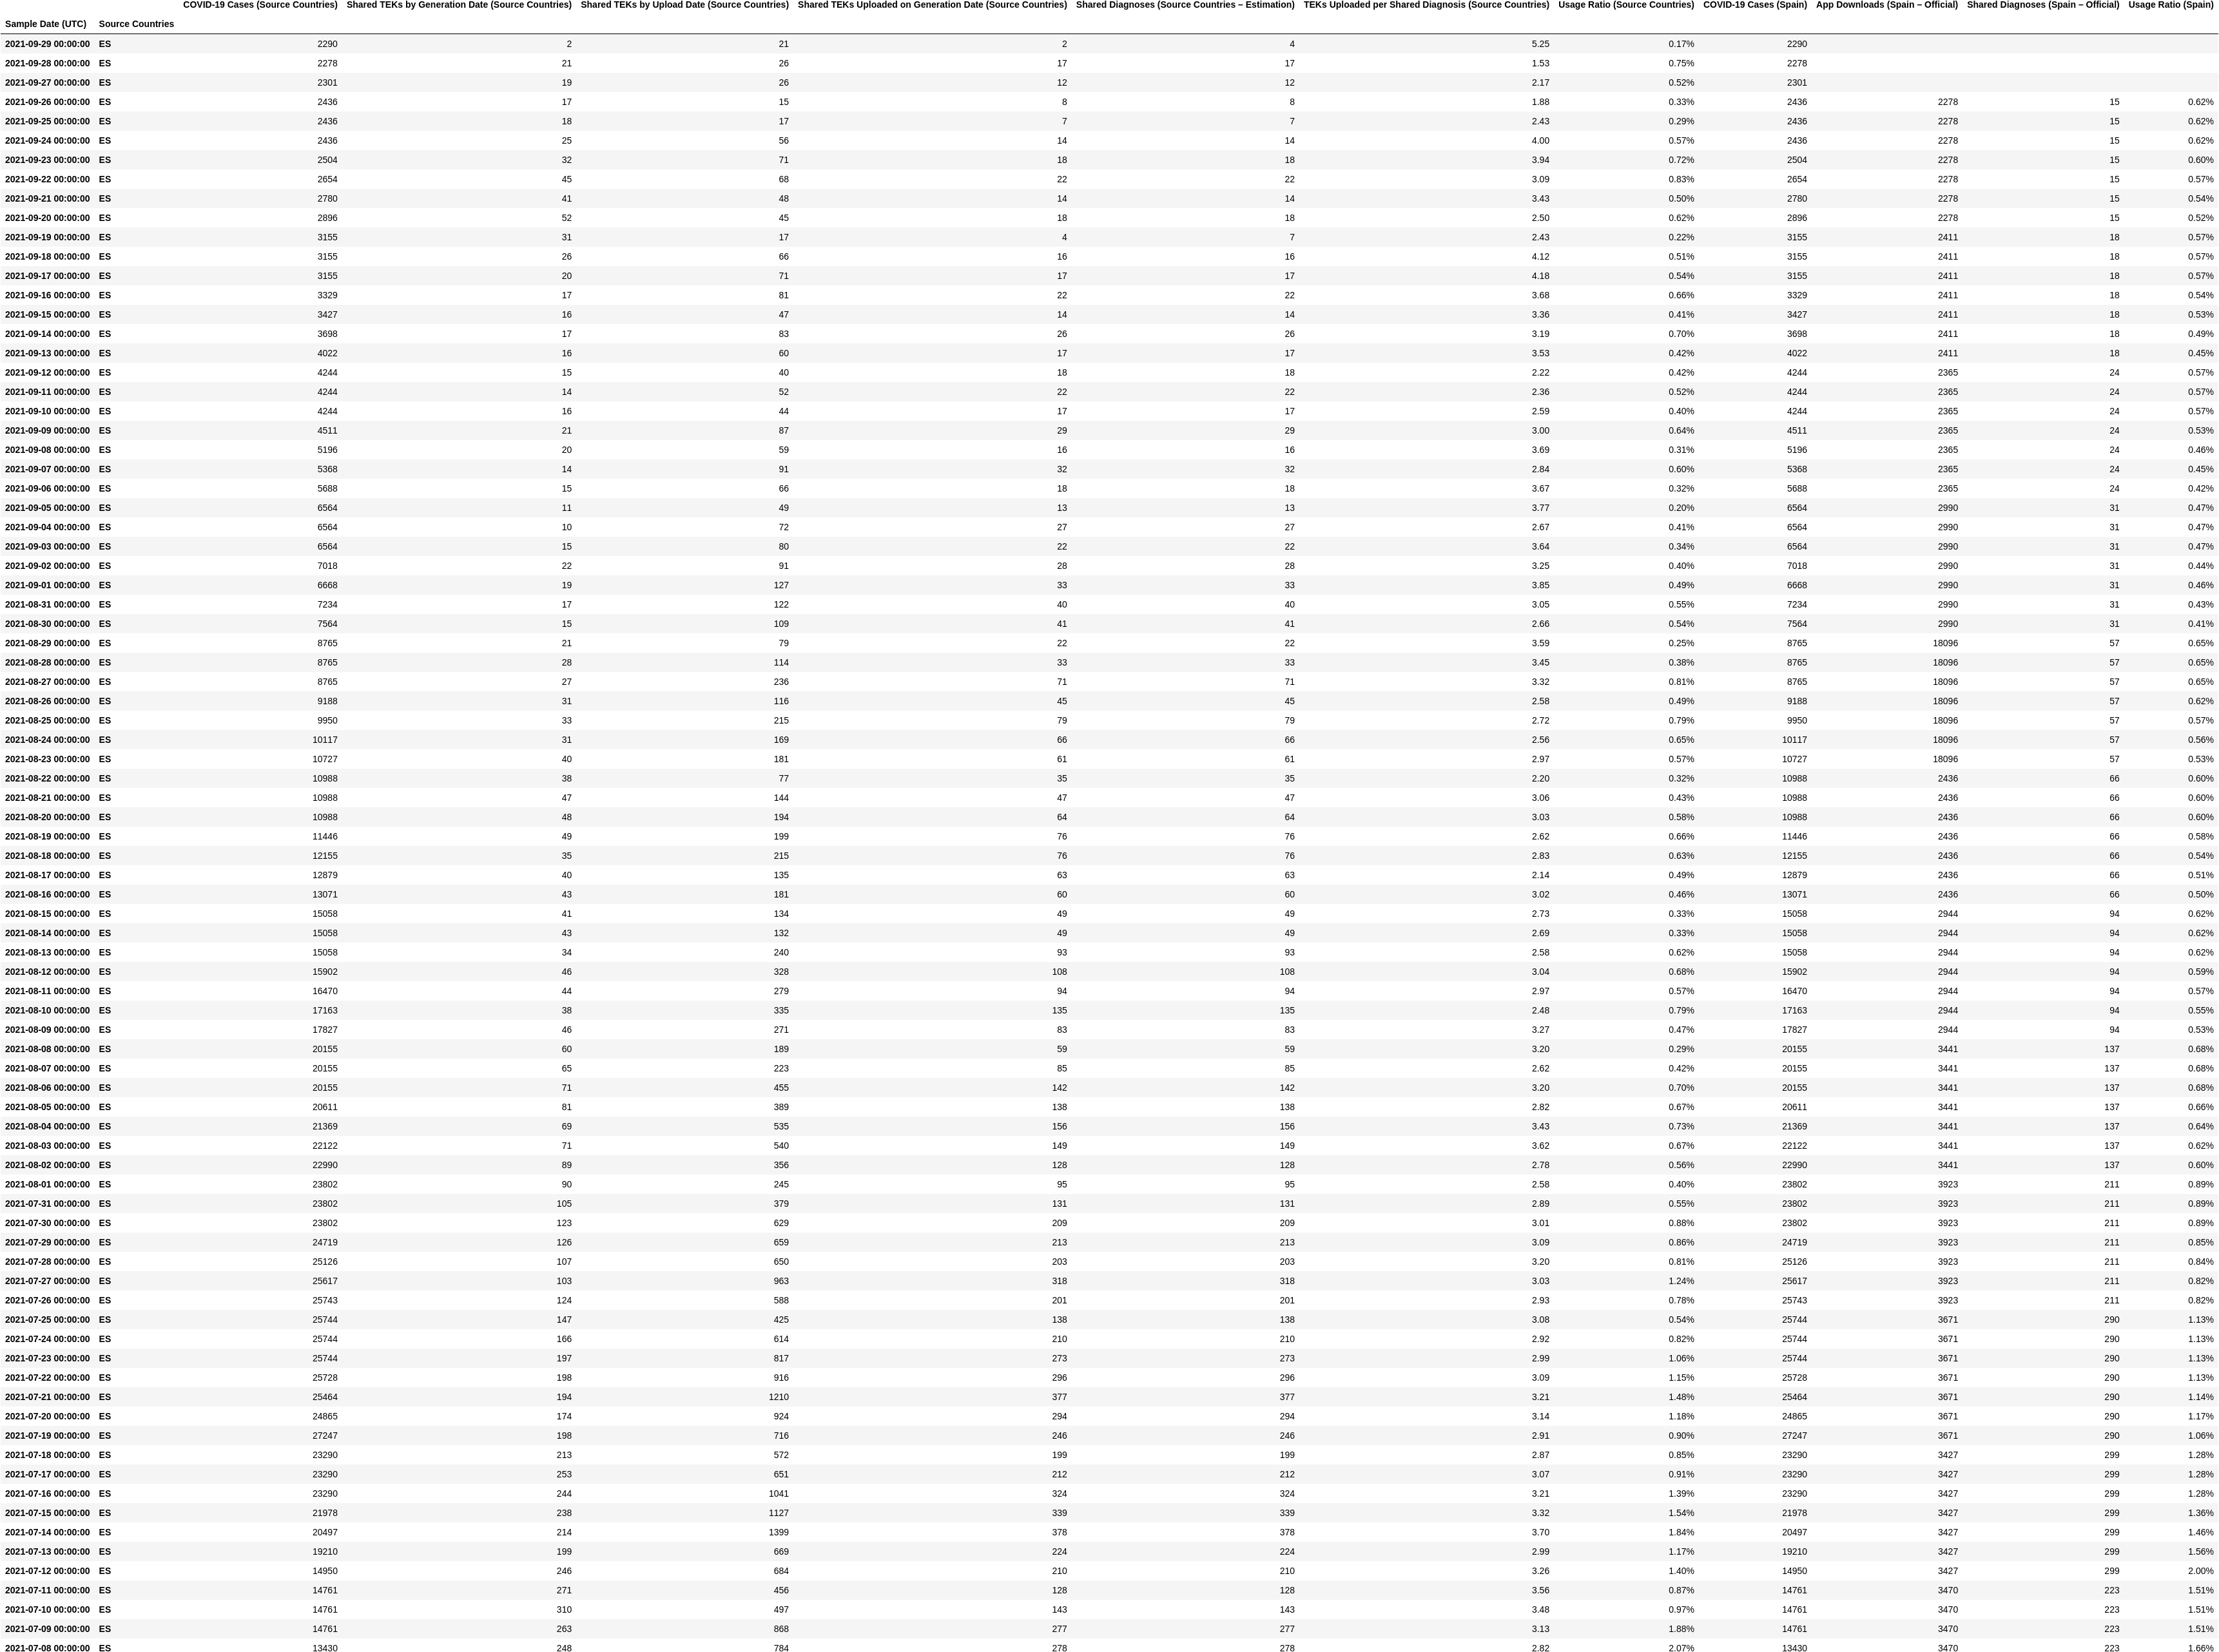 COVID-19 Cases (Source Countries) Shared TEKs by Generation Date (Source Countries) Shared TEKs by Upload Date (Source Countries) Shared TEKs Uploaded on Generation Date (Source Countries) Shared Diagnoses (Source Countries – Estimation) TEKs Uploaded per Shared Diagnosis (Source Countries) Usage Ratio (Source Countries) COVID-19 Cases (Spain) App Downloads (Spain – Official) Shared Diagnoses (Spain – Official) Usage Ratio (Spain)
Sample Date (UTC) Source Countries
2021-09-29 00:00:00 ES 2290 2 21 2 4 5.25 0.17% 2290
2021-09-28 00:00:00 ES 2278 21 26 17 17 1.53 0.75% 2278
2021-09-27 00:00:00 ES 2301 19 26 12 12 2.17 0.52% 2301
2021-09-26 00:00:00 ES 2436 17 15 8 8 1.88 0.33% 2436 2278 15 0.62%
2021-09-25 00:00:00 ES 2436 18 17 7 7 2.43 0.29% 2436 2278 15 0.62%
2021-09-24 00:00:00 ES 2436 25 56 14 14 4.00 0.57% 2436 2278 15 0.62%
2021-09-23 00:00:00 ES 2504 32 71 18 18 3.94 0.72% 2504 2278 15 0.60%
2021-09-22 00:00:00 ES 2654 45 68 22 22 3.09 0.83% 2654 2278 15 0.57%
2021-09-21 00:00:00 ES 2780 41 48 14 14 3.43 0.50% 2780 2278 15 0.54%
2021-09-20 00:00:00 ES 2896 52 45 18 18 2.50 0.62% 2896 2278 15 0.52%
2021-09-19 00:00:00 ES 3155 31 17 4 7 2.43 0.22% 3155 2411 18 0.57%
2021-09-18 00:00:00 ES 3155 26 66 16 16 4.12 0.51% 3155 2411 18 0.57%
2021-09-17 00:00:00 ES 3155 20 71 17 17 4.18 0.54% 3155 2411 18 0.57%
2021-09-16 00:00:00 ES 3329 17 81 22 22 3.68 0.66% 3329 2411 18 0.54%
2021-09-15 00:00:00 ES 3427 16 47 14 14 3.36 0.41% 3427 2411 18 0.53%
2021-09-14 00:00:00 ES 3698 17 83 26 26 3.19 0.70% 3698 2411 18 0.49%
2021-09-13 00:00:00 ES 4022 16 60 17 17 3.53 0.42% 4022 2411 18 0.45%
2021-09-12 00:00:00 ES 4244 15 40 18 18 2.22 0.42% 4244 2365 24 0.57%
2021-09-11 00:00:00 ES 4244 14 52 22 22 2.36 0.52% 4244 2365 24 0.57%
2021-09-10 00:00:00 ES 4244 16 44 17 17 2.59 0.40% 4244 2365 24 0.57%
2021-09-09 00:00:00 ES 4511 21 87 29 29 3.00 0.64% 4511 2365 24 0.53%
2021-09-08 00:00:00 ES 5196 20 59 16 16 3.69 0.31% 5196 2365 24 0.46%
2021-09-07 00:00:00 ES 5368 14 91 32 32 2.84 0.60% 5368 2365 24 0.45%
2021-09-06 00:00:00 ES 5688 15 66 18 18 3.67 0.32% 5688 2365 24 0.42%
2021-09-05 00:00:00 ES 6564 11 49 13 13 3.77 0.20% 6564 2990 31 0.47%
2021-09-04 00:00:00 ES 6564 10 72 27 27 2.67 0.41% 6564 2990 31 0.47%
2021-09-03 00:00:00 ES 6564 15 80 22 22 3.64 0.34% 6564 2990 31 0.47%
2021-09-02 00:00:00 ES 7018 22 91 28 28 3.25 0.40% 7018 2990 31 0.44%
2021-09-01 00:00:00 ES 6668 19 127 33 33 3.85 0.49% 6668 2990 31 0.46%
2021-08-31 00:00:00 ES 7234 17 122 40 40 3.05 0.55% 7234 2990 31 0.43%
2021-08-30 00:00:00 ES 7564 15 109 41 41 2.66 0.54% 7564 2990 31 0.41%
2021-08-29 00:00:00 ES 8765 21 79 22 22 3.59 0.25% 8765 18096 57 0.65%
2021-08-28 00:00:00 ES 8765 28 114 33 33 3.45 0.38% 8765 18096 57 0.65%
2021-08-27 00:00:00 ES 8765 27 236 71 71 3.32 0.81% 8765 18096 57 0.65%
2021-08-26 00:00:00 ES 9188 31 116 45 45 2.58 0.49% 9188 18096 57 0.62%
2021-08-25 00:00:00 ES 9950 33 215 79 79 2.72 0.79% 9950 18096 57 0.57%
2021-08-24 00:00:00 ES 10117 31 169 66 66 2.56 0.65% 10117 18096 57 0.56%
2021-08-23 00:00:00 ES 10727 40 181 61 61 2.97 0.57% 10727 18096 57 0.53%
2021-08-22 00:00:00 ES 10988 38 77 35 35 2.20 0.32% 10988 2436 66 0.60%
2021-08-21 00:00:00 ES 10988 47 144 47 47 3.06 0.43% 10988 2436 66 0.60%
2021-08-20 00:00:00 ES 10988 48 194 64 64 3.03 0.58% 10988 2436 66 0.60%
2021-08-19 00:00:00 ES 11446 49 199 76 76 2.62 0.66% 11446 2436 66 0.58%
2021-08-18 00:00:00 ES 12155 35 215 76 76 2.83 0.63% 12155 2436 66 0.54%
2021-08-17 00:00:00 ES 12879 40 135 63 63 2.14 0.49% 12879 2436 66 0.51%
2021-08-16 00:00:00 ES 13071 43 181 60 60 3.02 0.46% 13071 2436 66 0.50%
2021-08-15 00:00:00 ES 15058 41 134 49 49 2.73 0.33% 15058 2944 94 0.62%
2021-08-14 00:00:00 ES 15058 43 132 49 49 2.69 0.33% 15058 2944 94 0.62%
2021-08-13 00:00:00 ES 15058 34 240 93 93 2.58 0.62% 15058 2944 94 0.62%
2021-08-12 00:00:00 ES 15902 46 328 108 108 3.04 0.68% 15902 2944 94 0.59%
2021-08-11 00:00:00 ES 16470 44 279 94 94 2.97 0.57% 16470 2944 94 0.57%
2021-08-10 00:00:00 ES 17163 38 335 135 135 2.48 0.79% 17163 2944 94 0.55%
2021-08-09 00:00:00 ES 17827 46 271 83 83 3.27 0.47% 17827 2944 94 0.53%
2021-08-08 00:00:00 ES 20155 60 189 59 59 3.20 0.29% 20155 3441 137 0.68%
2021-08-07 00:00:00 ES 20155 65 223 85 85 2.62 0.42% 20155 3441 137 0.68%
2021-08-06 00:00:00 ES 20155 71 455 142 142 3.20 0.70% 20155 3441 137 0.68%
2021-08-05 00:00:00 ES 20611 81 389 138 138 2.82 0.67% 20611 3441 137 0.66%
2021-08-04 00:00:00 ES 21369 69 535 156 156 3.43 0.73% 21369 3441 137 0.64%
2021-08-03 00:00:00 ES 22122 71 540 149 149 3.62 0.67% 22122 3441 137 0.62%
2021-08-02 00:00:00 ES 22990 89 356 128 128 2.78 0.56% 22990 3441 137 0.60%
2021-08-01 00:00:00 ES 23802 90 245 95 95 2.58 0.40% 23802 3923 211 0.89%
2021-07-31 00:00:00 ES 23802 105 379 131 131 2.89 0.55% 23802 3923 211 0.89%
2021-07-30 00:00:00 ES 23802 123 629 209 209 3.01 0.88% 23802 3923 211 0.89%
2021-07-29 00:00:00 ES 24719 126 659 213 213 3.09 0.86% 24719 3923 211 0.85%
2021-07-28 00:00:00 ES 25126 107 650 203 203 3.20 0.81% 25126 3923 211 0.84%
2021-07-27 00:00:00 ES 25617 103 963 318 318 3.03 1.24% 25617 3923 211 0.82%
2021-07-26 00:00:00 ES 25743 124 588 201 201 2.93 0.78% 25743 3923 211 0.82%
2021-07-25 00:00:00 ES 25744 147 425 138 138 3.08 0.54% 25744 3671 290 1.13%
2021-07-24 00:00:00 ES 25744 166 614 210 210 2.92 0.82% 25744 3671 290 1.13%
2021-07-23 00:00:00 ES 25744 197 817 273 273 2.99 1.06% 25744 3671 290 1.13%
2021-07-22 00:00:00 ES 25728 198 916 296 296 3.09 1.15% 25728 3671 290 1.13%
2021-07-21 00:00:00 ES 25464 194 1210 377 377 3.21 1.48% 25464 3671 290 1.14%
2021-07-20 00:00:00 ES 24865 174 924 294 294 3.14 1.18% 24865 3671 290 1.17%
2021-07-19 00:00:00 ES 27247 198 716 246 246 2.91 0.90% 27247 3671 290 1.06%
2021-07-18 00:00:00 ES 23290 213 572 199 199 2.87 0.85% 23290 3427 299 1.28%
2021-07-17 00:00:00 ES 23290 253 651 212 212 3.07 0.91% 23290 3427 299 1.28%
2021-07-16 00:00:00 ES 23290 244 1041 324 324 3.21 1.39% 23290 3427 299 1.28%
2021-07-15 00:00:00 ES 21978 238 1127 339 339 3.32 1.54% 21978 3427 299 1.36%
2021-07-14 00:00:00 ES 20497 214 1399 378 378 3.70 1.84% 20497 3427 299 1.46%
2021-07-13 00:00:00 ES 19210 199 669 224 224 2.99 1.17% 19210 3427 299 1.56%
2021-07-12 00:00:00 ES 14950 246 684 210 210 3.26 1.40% 14950 3427 299 2.00%
2021-07-11 00:00:00 ES 14761 271 456 128 128 3.56 0.87% 14761 3470 223 1.51%
2021-07-10 00:00:00 ES 14761 310 497 143 143 3.48 0.97% 14761 3470 223 1.51%
2021-07-09 00:00:00 ES 14761 263 868 277 277 3.13 1.88% 14761 3470 223 1.51%
2021-07-08 00:00:00 ES 13430 248 784 278 278 2.82 2.07% 13430 3470 223 1.66%